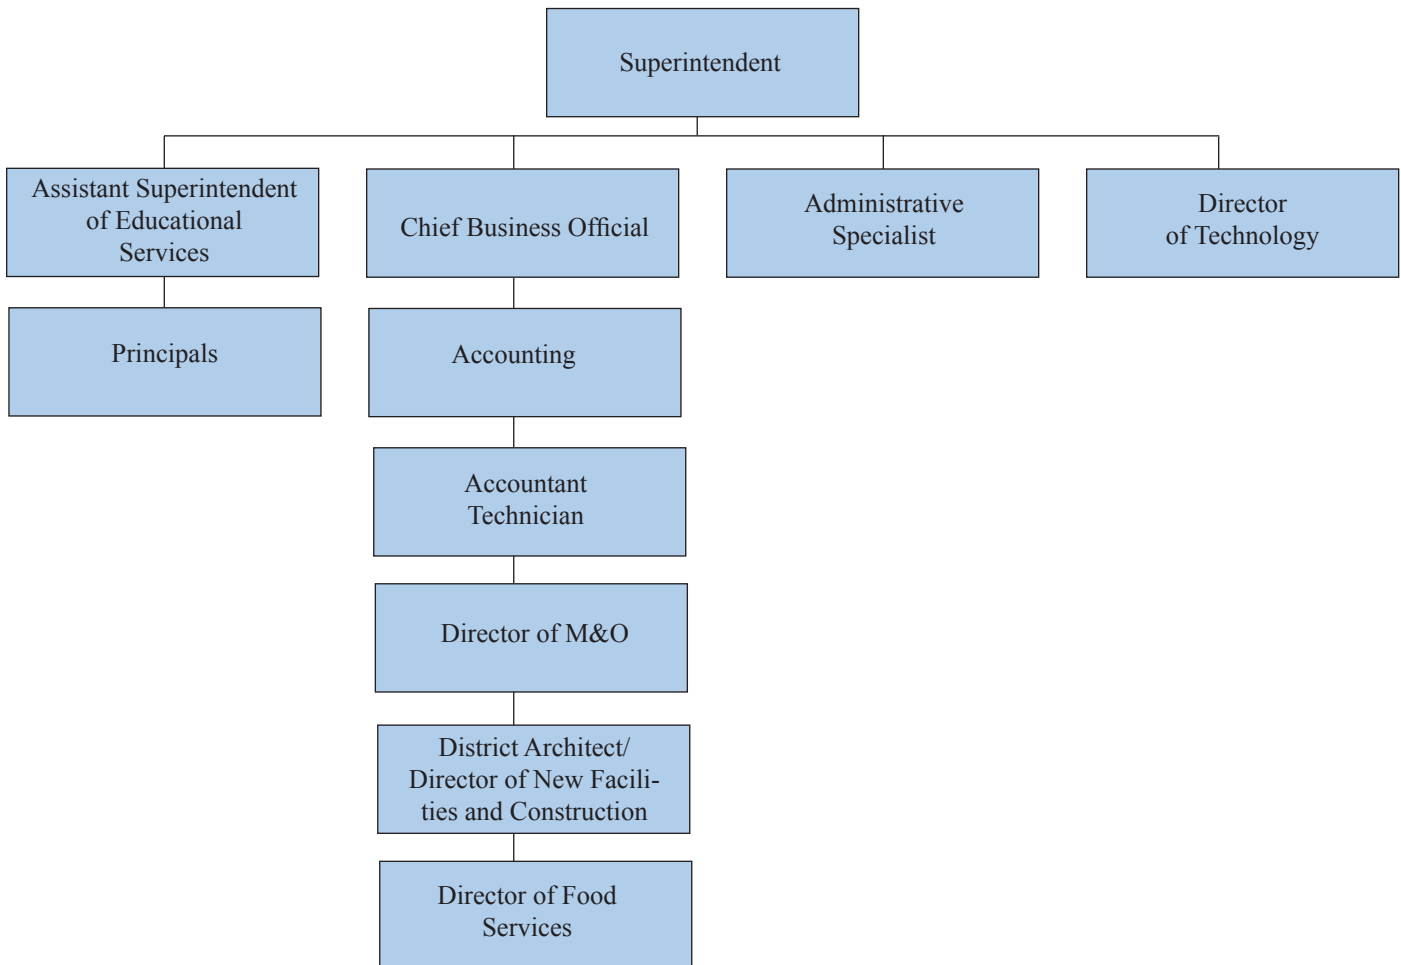 Superintendent
Assistant Superintendent
of Educational
Services
Chief Business Official
Administrative
Specialist
Director
of Technology
Principals
Accounting
Accountant
Technician
Director of M&O
District Architect/
Director of New Facili-
ties and Construction
Director of Food
Services